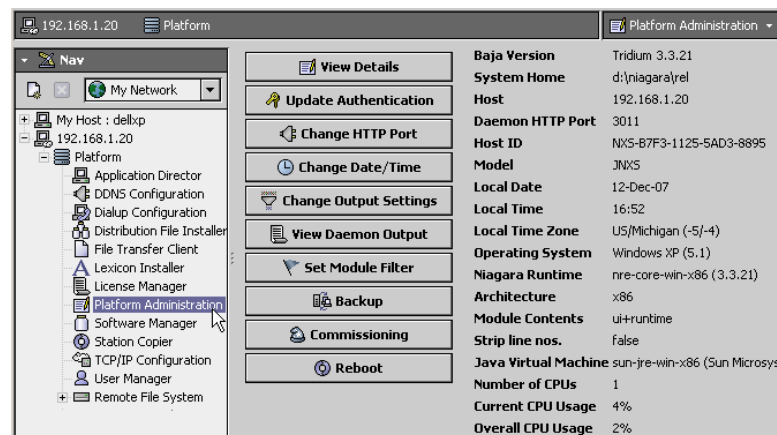 192.168.1.20 Platform Platform Administration
Nav
My Network
My Host : dellxp
192.168.1.20
Platform
Application Director
DDNS Configuration
Dialup Configuration
Distribution File Installer
File Transfer Client
Lexicon Installer
License Manager
Platform Administration
Software Manager
Station Copier
TCP/IP Configuration
User Manager
Remote File System
View Details
Update Authentication
Change HTTP Port
Change Date/Time
Change Output Settings
View Daemon Output
Set Module Filter
Backup
Commissioning
Reboot
Baja Version Tridium 3.3.21
System Home d:\niagara\rel
Host 192.168.1.20
Daemon HTTP Port 3011
Host ID NXS-B7F3-1125-5AD3-8895
Model JNXS
Local Date 12-Dec-07
Local Time 16:52
Local Time Zone US/Michigan (-5/-4)
Operating System Windows XP (5.1)
Niagara Runtime nre-core-win-x86 (3.3.21)
Architecture x86
Module Contents ui+runtime
Strip line nos. false
Java Virtual Machine sun-jre-win-x86 (Sun Microsys
Number of CPUs 1
Current CPU Usage 4%
Overall CPU Usage 2%